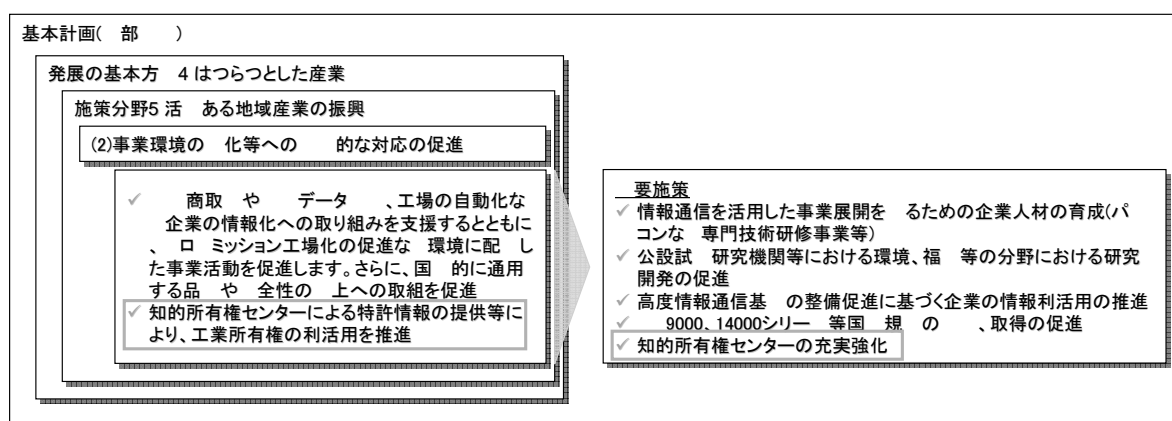 基本計画(　部　　)
発展の基本方　4 はつらつとした産業
施策分野5 活　ある地域産業の振興
(2)事業環境の　化等への　　的な対応の促進
✓　　商取　や　　データ　　、工場の自動化な
企業の情報化への取り組みを支援するとともに
、　ロ　ミッション工場化の促進な　環境に配　し
た事業活動を促進します。さらに、国　的に通用
する品　や　全性の　上への取組を促進
✓ 知的所有権センターによる特許情報の提供等に
より、工業所有権の利活用を推進
　要施策
✓ 情報通信を活用した事業展開を　るための企業人材の育成(パ
コンな　専門技術研修事業等)
✓ 公設試　研究機関等における環境、福　等の分野における研究
開発の促進
✓ 高度情報通信基　の整備促進に基づく企業の情報利活用の推進
✓　　9000、14000シリー　等国　規　の　　、取得の促進
✓ 知的所有権センターの充実強化